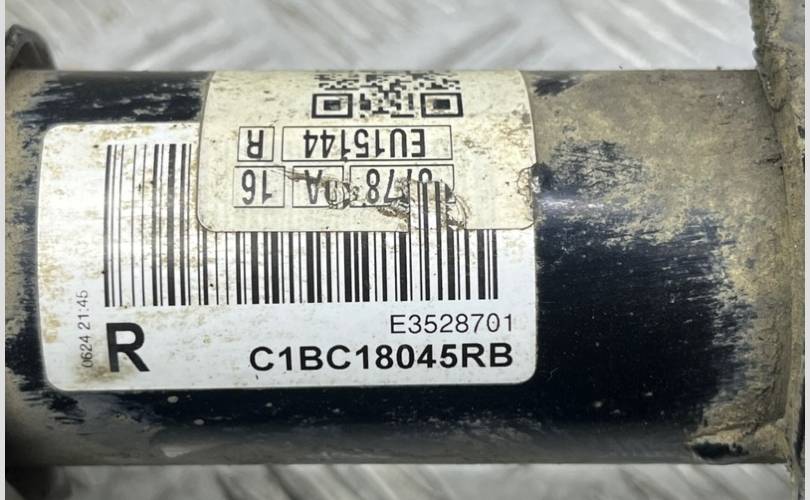 EU15144 R
A 16
0624 21:45
R
E3528701
C1BC18045RB